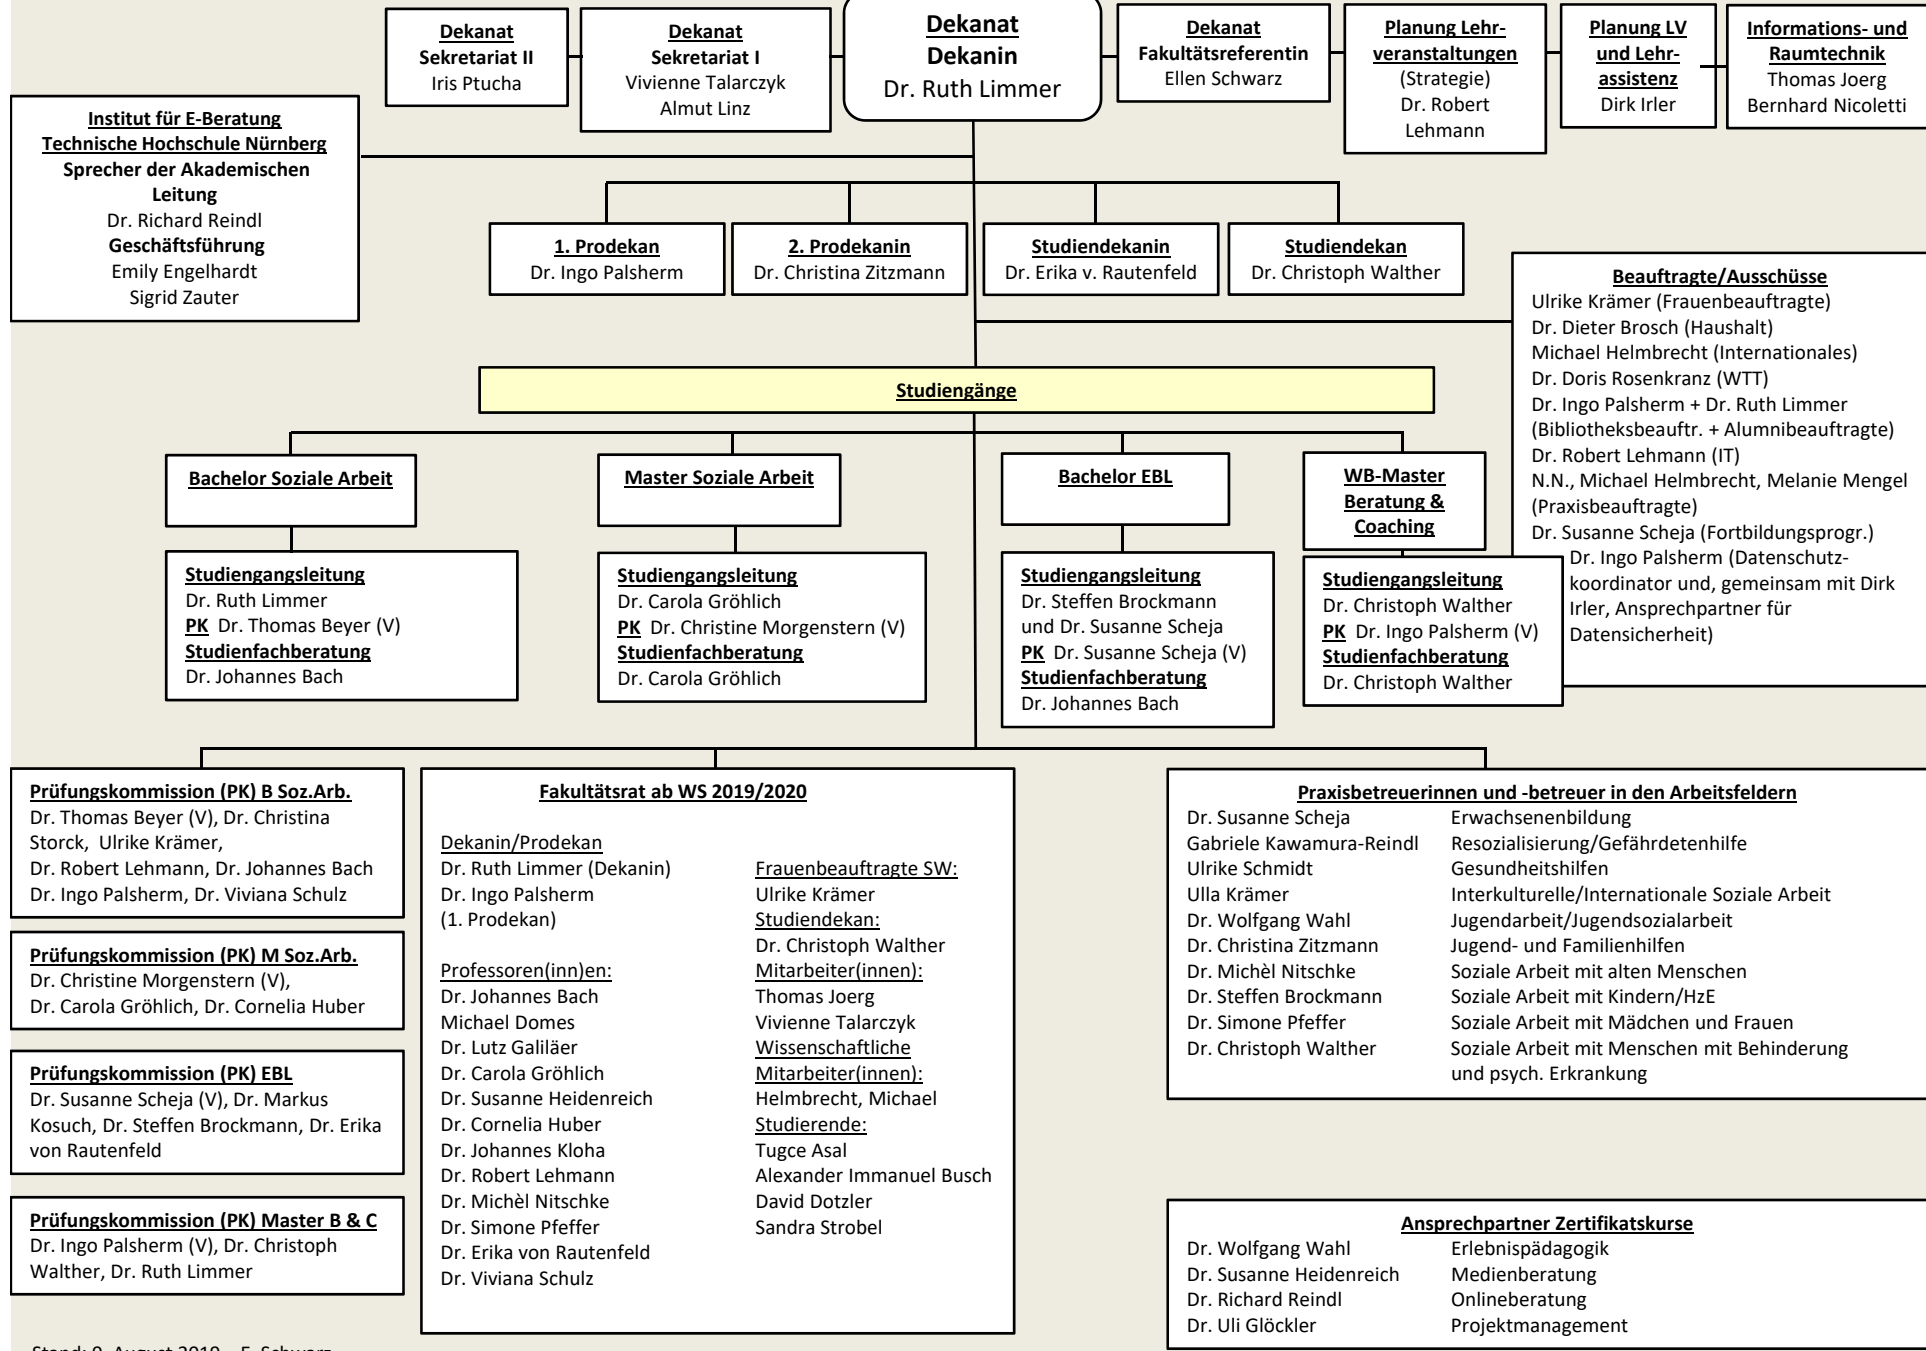 Dekanat
Sekretariat II
Iris Ptucha
Dekanat
Sekretariat I
Vivienne Talarczyk
Almut Linz
Dekanat
Dekanin
Dr. Ruth Limmer
Dekanat
Fakultätsreferentin
Ellen Schwarz
Planung Lehr-
veranstaltungen
(Strategie)
Dr. Robert
Lehmann
Planung LV
und Lehr-
assistenz
Dirk Irler
Informations- und
Raumtechnik
Thomas Joerg
Bernhard Nicoletti
Institut für E-Beratung
Technische Hochschule Nürnberg
Sprecher der Akademischen
Leitung
Dr. Richard Reindl
Geschäftsführung
Emily Engelhardt
Sigrid Zauter
1. Prodekan
Dr. Ingo Palsherm
2. Prodekanin
Dr. Christina Zitzmann
Studiendekanin
Dr. Erika v. Rautenfeld
Studiendekan
Dr. Christoph Walther
Beauftragte/Ausschüsse
Ulrike Krämer (Frauenbeauftragte)
Dr. Dieter Brosch (Haushalt)
Michael Helmbrecht (Internationales)
Dr. Doris Rosenkranz (WTT)
Dr. Ingo Palsherm + Dr. Ruth Limmer
(Bibliotheksbeauftr. + Alumnibeauftragte)
Dr. Robert Lehmann (IT)
N.N., Michael Helmbrecht, Melanie Mengel
(Praxisbeauftragte)
Dr. Susanne Scheja (Fortbildungsprogr.)
Dr. Ingo Palsherm (Datenschutz-
koordinator und, gemeinsam mit Dirk
Irler, Ansprechpartner für
Datensicherheit)
Studiengänge
Bachelor Soziale Arbeit
Studiengangsleitung
Dr. Ruth Limmer
PK Dr. Thomas Beyer (V)
Studienfachberatung
Dr. Johannes Bach
Master Soziale Arbeit
Studiengangsleitung
Dr. Carola Gröhlich
PK Dr. Christine Morgenstern (V)
Studienfachberatung
Dr. Carola Gröhlich
Bachelor EBL
Studiengangsleitung
Dr. Steffen Brockmann
und Dr. Susanne Scheja
PK Dr. Susanne Scheja (V)
Studienfachberatung
Dr. Johannes Bach
WB-Master
Beratung &
Coaching
Studiengangsleitung
Dr. Christoph Walther
PK Dr. Ingo Palsherm (V)
Studienfachberatung
Dr. Christoph Walther
Prüfungskommission (PK) B Soz.Arb.
Dr. Thomas Beyer (V), Dr. Christina
Storck, Ulrike Krämer,
Dr. Robert Lehmann, Dr. Johannes Bach
Dr. Ingo Palsherm, Dr. Viviana Schulz
Prüfungskommission (PK) M Soz.Arb.
Dr. Christine Morgenstern (V),
Dr. Carola Gröhlich, Dr. Cornelia Huber
Prüfungskommission (PK) EBL
Dr. Susanne Scheja (V), Dr. Markus
Kosuch, Dr. Steffen Brockmann, Dr. Erika
von Rautenfeld
Prüfungskommission (PK) Master B & C
Dr. Ingo Palsherm (V), Dr. Christoph
Walther, Dr. Ruth Limmer
Fakultätsrat ab WS 2019/2020
Dekanin/Prodekan
Dr. Ruth Limmer (Dekanin)
Dr. Ingo Palsherm
(1. Prodekan)
Professoren(inn)en:
Dr. Johannes Bach
Michael Domes
Dr. Lutz Galiläer
Dr. Carola Gröhlich
Dr. Susanne Heidenreich
Dr. Cornelia Huber
Dr. Johannes Kloha
Dr. Robert Lehmann
Dr. Michèl Nitschke
Dr. Simone Pfeffer
Dr. Erika von Rautenfeld
Dr. Viviana Schulz
Frauenbeauftragte SW:
Ulrike Krämer
Studiendekan:
Dr. Christoph Walther
Mitarbeiter(innen):
Thomas Joerg
Vivienne Talarczyk
Wissenschaftliche
Mitarbeiter(innen):
Helmbrecht, Michael
Studierende:
Tugce Asal
Alexander Immanuel Busch
David Dotzler
Sandra Strobel
Praxisbetreuerinnen und -betreuer in den Arbeitsfeldern
Dr. Susanne Scheja Erwachsenenbildung
Gabriele Kawamura-Reindl Resozialisierung/Gefährdetenhilfe
Ulrike Schmidt Gesundheitshilfen
Ulla Krämer Interkulturelle/Internationale Soziale Arbeit
Dr. Wolfgang Wahl Jugendarbeit/Jugendsozialarbeit
Dr. Christina Zitzmann Jugend- und Familienhilfen
Dr. Michèl Nitschke Soziale Arbeit mit alten Menschen
Dr. Steffen Brockmann Soziale Arbeit mit Kindern/HzE
Dr. Simone Pfeffer Soziale Arbeit mit Mädchen und Frauen
Dr. Christoph Walther Soziale Arbeit mit Menschen mit Behinderung
und psych. Erkrankung
Ansprechpartner Zertifikatskurse
Dr. Wolfgang Wahl Erlebnispädagogik
Dr. Susanne Heidenreich Medienberatung
Dr. Richard Reindl Onlineberatung
Dr. Uli Glöckler Projektmanagement
Stand: 9. August 2019 – E. Schwarz